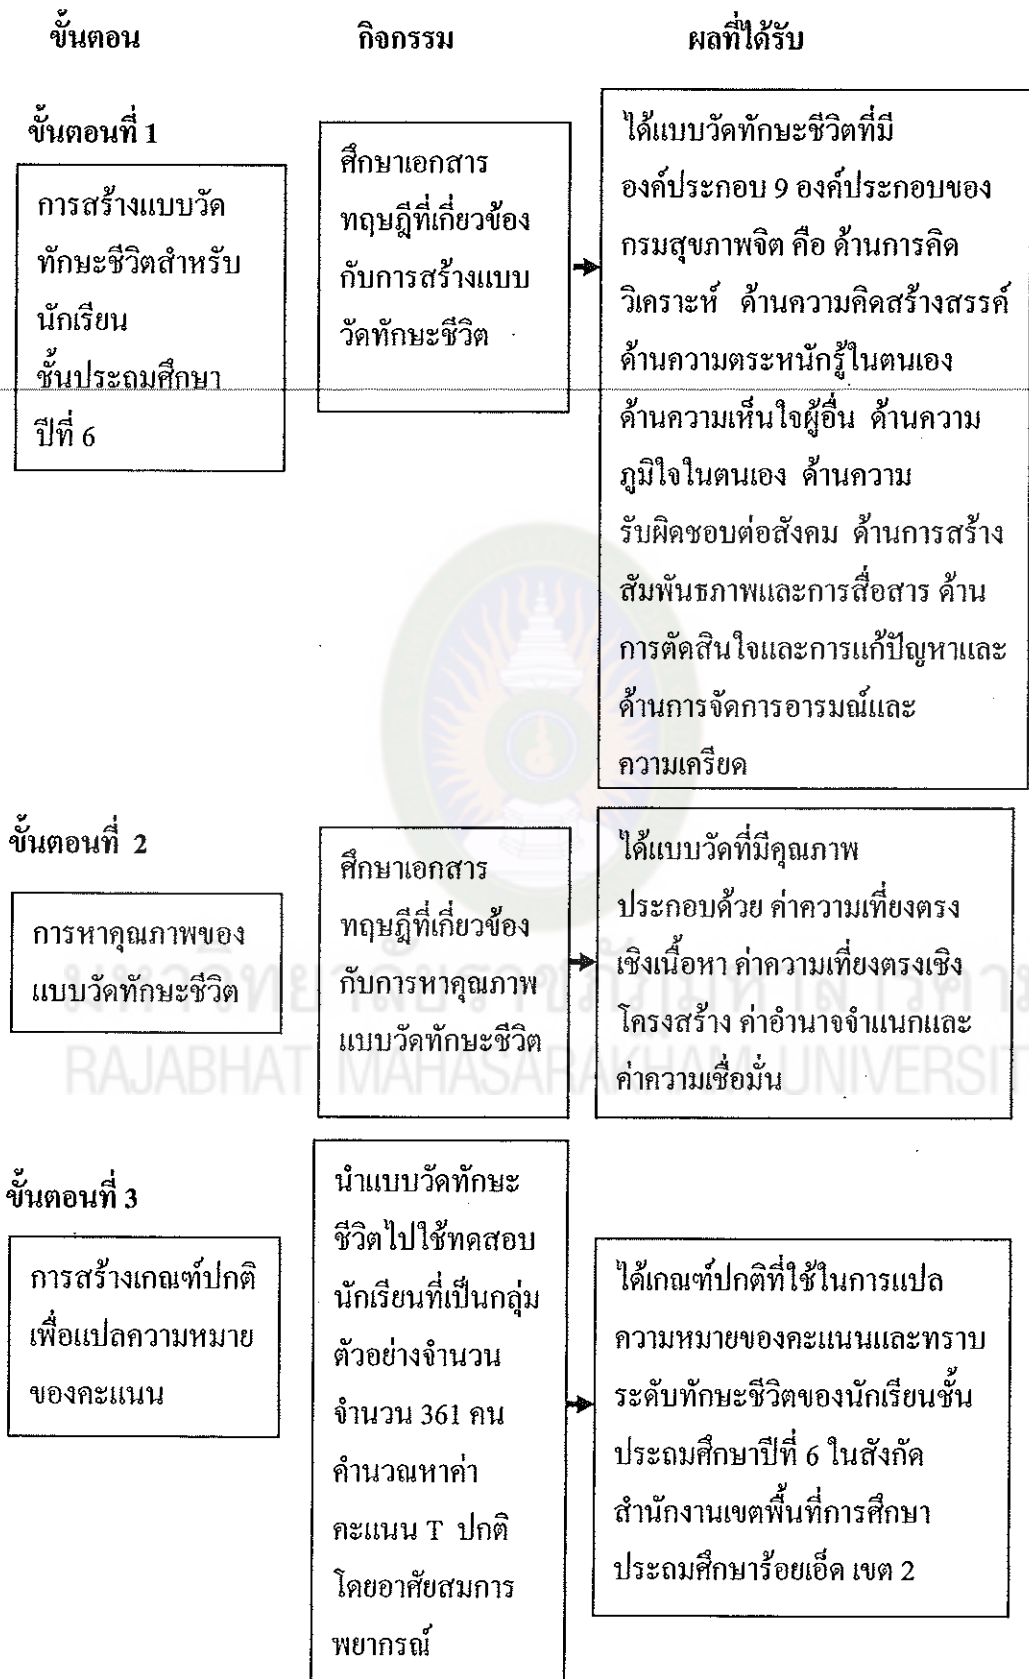 ขั้นตอน กิจกรรม ผลที่ได้รับ
ขั้นตอนที่ 1
การสร้างแบบวัด
ทักษะชีวิตสำหรับ
นักเรียน
ชั้นประถมศึกษา
ปีที่ 6
ศึกษาเอกสาร
ทฤษฎีที่เกี่ยวข้อง
กับการสร้างแบบ
วัดทักษะชีวิต
ได้แบบวัดทักษะชีวิตที่มี
องค์ประกอบ 9 องค์ประกอบของ
กรมสุขภาพจิต คือ ด้านการคิด
วิเคราะห์ ด้านความคิดสร้างสรรค์
ด้านความตระหนักรู้ในตนเอง
ด้านความเห็นใจผู้อื่น ด้านความ
ภูมิใจในตนเอง ด้านความ
รับผิดชอบต่อสังคม ด้านการสร้าง
สัมพันธภาพและการสื่อสาร ด้าน
การตัดสินใจและการแก้ปัญหาและ
ด้านการจัดการอารมณ์และ
ความเครียด
ขั้นตอนที่ 2
การหาคุณภาพของ
แบบวัดทักษะชีวิต
ศึกษาเอกสาร
ทฤษฎีที่เกี่ยวข้อง
กับการหาคุณภาพ
แบบวัดทักษะชีวิต
ได้แบบวัดที่มีคุณภาพ
ประกอบด้วย ค่าความเที่ยงตรง
เชิงเนื้อหา ค่าความเที่ยงตรงเชิง
โครงสร้าง ค่าอำนาจจำแนกและ
ค่าความเชื่อมั่น
RAJABHAT MAHASARAKHAM UNIVERSIT
ขั้นตอนที่ 3
การสร้างเกณฑ์ปกติ
เพื่อแปลความหมาย
ของคะแนน
นำแบบวัดทักษะ
ชีวิตไปใช้ทดสอบ
นักเรียนที่เป็นกลุ่ม
ตัวอย่างจำนวน
จำนวน 361 คน
คำนวณหาค่า
คะแนน T ปกติ
โดยอาศัยสมการ
พยากรณ์
ได้เกณฑ์ปกติที่ใช้ในการแปล
ความหมายของคะแนนและทราบ
ระดับทักษะชีวิตของนักเรียนชั้น
ประถมศึกษาปีที่ 6 ในสังกัด
สำนักงานเขตพื้นที่การศึกษา
ประถมศึกษาร้อยเอ็ด เขต 2